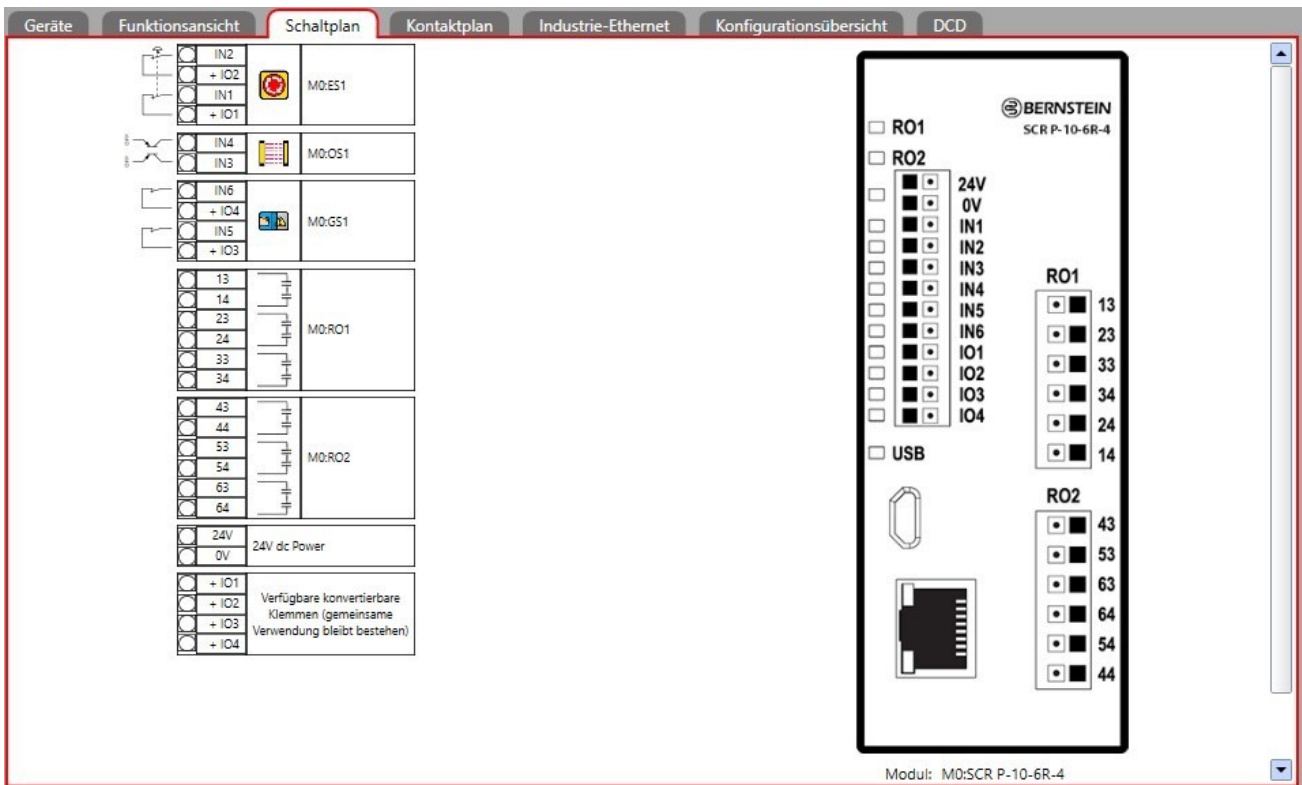 Geräte Funktionsansicht Schaltplan Kontaktplan Industrie-Ethernet Konfigurationsübersicht DCD
IN2
+ IO2
IN1
+ IO1
M0:ES1
IN4
IN3
M0:OS1
IN6
+ IO4
IN5
+ IO3
M0:GS1
13
14
23
24
33
34
M0:RO1
43
44
53
54
63
64
M0:RO2
24V
0V
24V dc Power
+ IO1
+ IO2
+ IO3
+ IO4
Verfügbare konvertierbare
Klemmen (gemeinsame
Verwendung bleibt bestehen)
BERNSTEIN
SCR P-10-6R-4
RO1
RO2
24V
0V
IN1
IN2
IN3
IN4
IN5
IN6
IO1
IO2
IO3
IO4
USB
RO1
13
23
33
34
24
14
RO2
43
53
63
64
54
44
Modul: M0:SCR P-10-6R-4